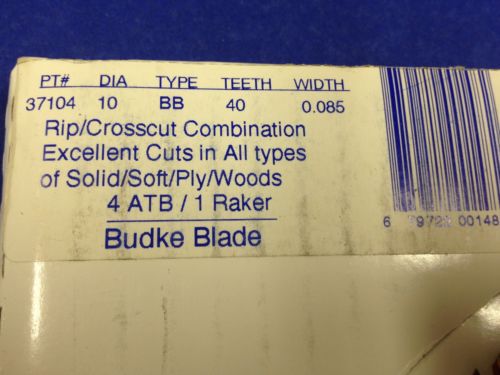 PT# DIA TYPE TEETH WIDTH
37104 10 BB 40 0.085
Rip/Crosscut Combination
Excellent Cuts in All types
of Solid/Soft/Ply/Woods
4 ATB / 1 Raker
Budke Blade
00148